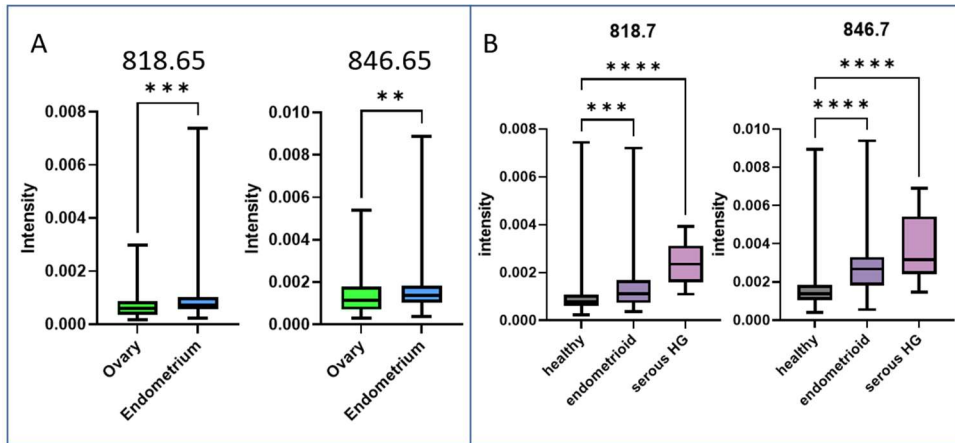 A
818.65
***
Intensity
0.008
0.006
0.004
0.002
0.000
Ovary
Endometrium
846.65
**
Intensity
0.010
0.008
0.006
0.004
0.002
0.000
Ovary
Endometrium
B
818.7
****
***
intensity
0.008
0.006
0.004
0.002
0.000
healthy
endometrioid
serous HG
846.7
****
****
intensity
0.010
0.008
0.006
0.004
0.002
0.000
healthy
endometrioid
serous HG